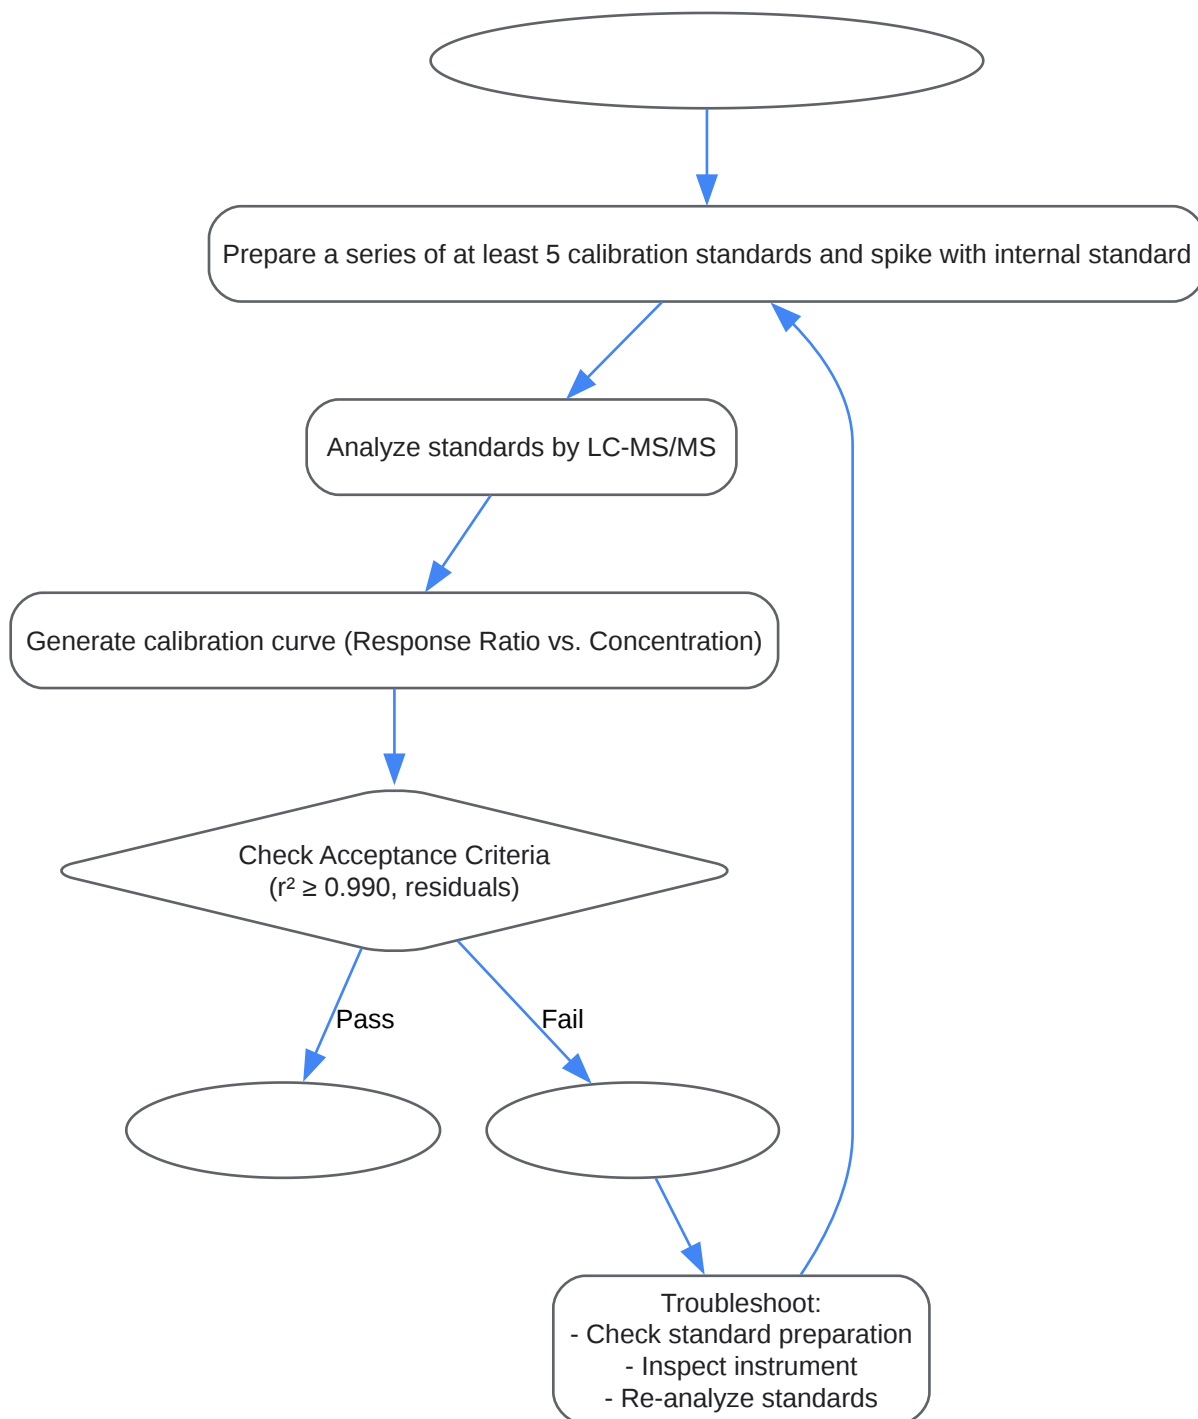 Prepare a series of at least 5 calibration standards and spike with internal standard
Analyze standards by LC-MS/MS
Generate calibration curve (Response Ratio vs. Concentration)
Check Acceptance Criteria
(r² ≥ 0.990, residuals)
Pass
Fail
Troubleshoot:
- Check standard preparation
- Inspect instrument
- Re-analyze standards